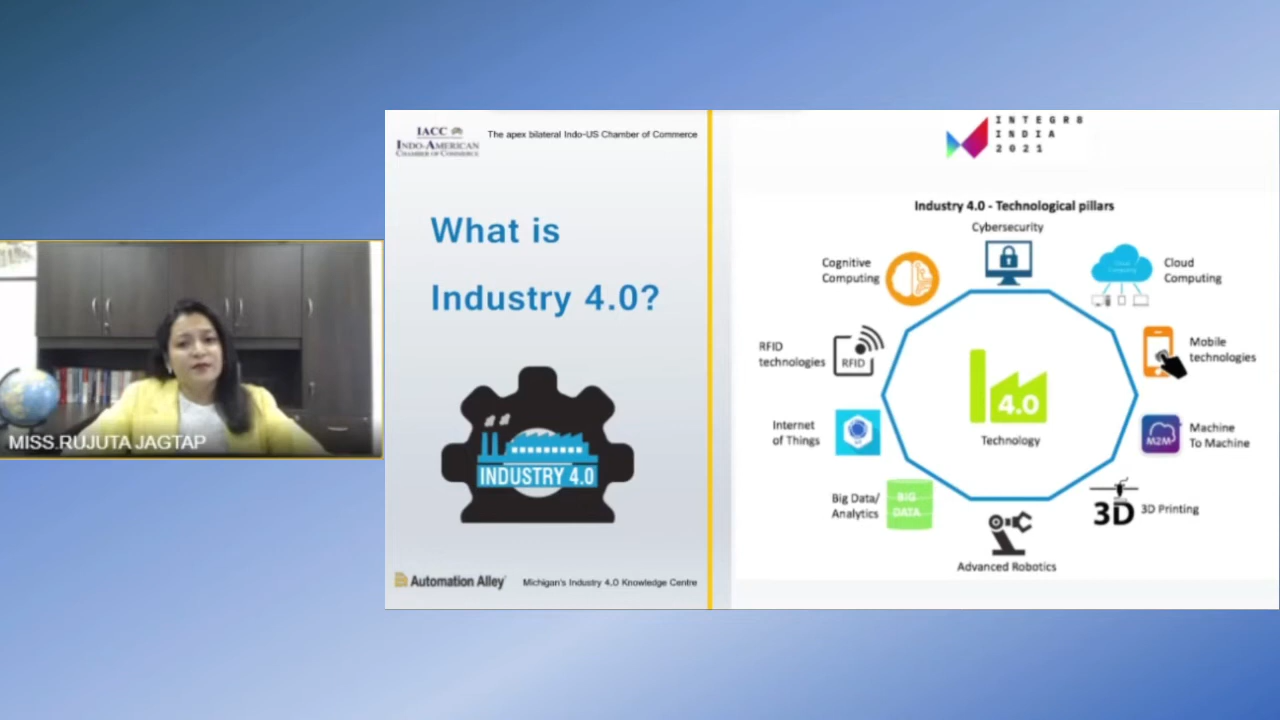 MISS.RUJUTA JAGTAP
IACC
INDO-AMERICAN
CHAMBER OF COMMERCE
The apex bilateral Indo-US Chamber of Commerce
What is
Industry 4.0?
INDUSTRY 4.0
Automation Alley
Michigan's Industry 4.0 Knowledge Centre
INTEGR8
INDIA
2021
Industry 4.0 - Technological pillars
Cybersecurity
Cognitive
Computing
Cloud
Computing
Cloud
Computing
RFID
technologies
RFID
Mobile
technologies
4.0
Technology
Internet
of Things
M2M
Machine
To Machine
Big Data/
Analytics
BIG
DATA
3D
3D Printing
Advanced Robotics